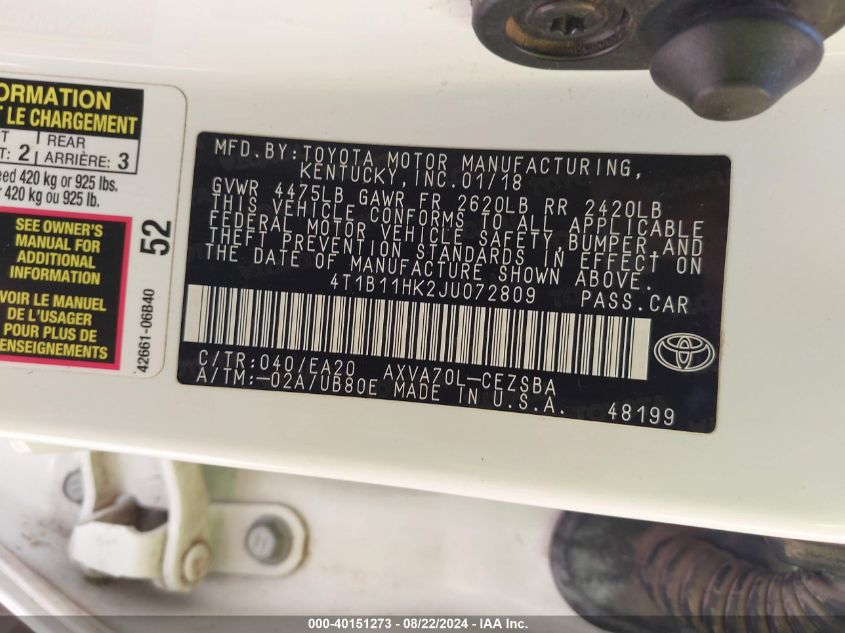 ORMATION
LE CHARGEMENT
2 REAR
: 2 ARRIÈRE: 3
eed 420 kg or 925 lbs.
420 kg ou 925 lb.
SEE OWNER'S
MANUAL FOR
ADDITIONAL
INFORMATION
VOIR LE MANUEL
DE L'USAGER
POUR PLUS DE
ENSEIGNEMENTS
52
42661-06B40
MFD.BY:TOYOTA MOTOR MANUFACTURING,
KENTUCKY, INC.01/18
GVWR 4475LB GAWR FR 2620LB RR 2420LB
THIS VEHICLE CONFORMS TO ALL APPLICABLE
FEDERAL MOTOR VEHICLE SAFETY, BUMPER, AND
THEFT PREVENTION STANDARDS IN EFFECT ON
THE DATE OF MANUFACTURE SHOWN ABOVE.
4T1B11HK2JU072809 PASS.CAR
C/TR:040/EA20 AXVA70L-CEZSBA
A/TM:-02A/UB80E MADE IN U.S.A. 48199
000-40151273 - 08/22/2024 - IAA Inc.